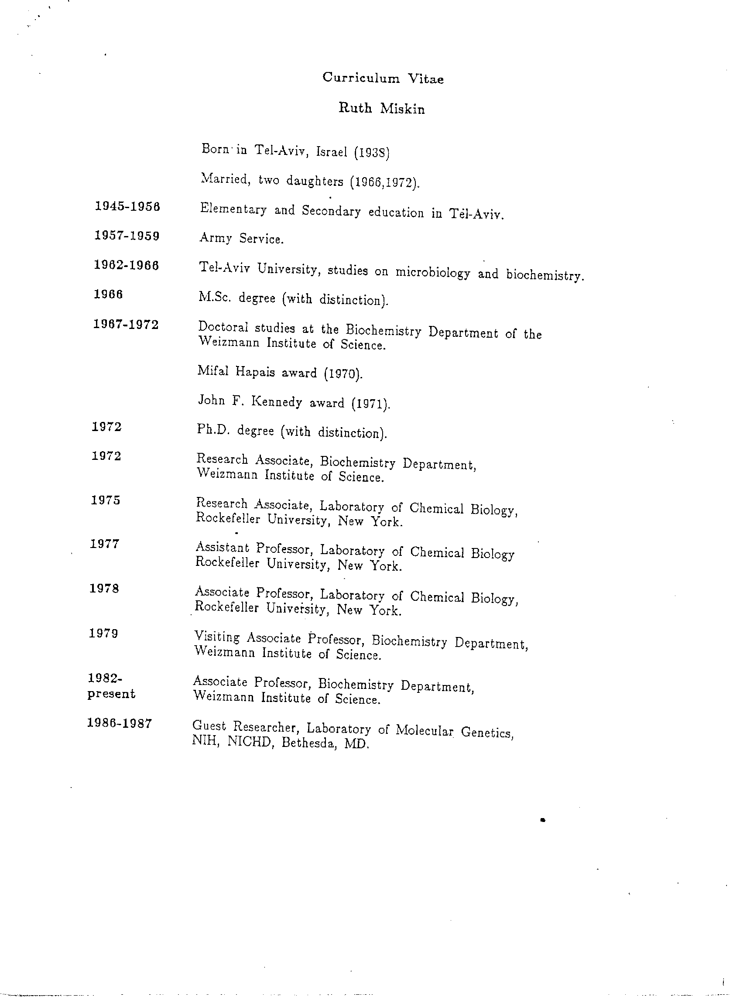 Curriculum Vitae
Ruth Miskin
Born in Tel-Aviv, Israel (1938)
Married, two daughters (1966,1972).
1945-1956 Elementary and Secondary education in Tel-Aviv.
1957-1959 Army Service.
1962-1966 Tel-Aviv University, studies on microbiology and biochemistry.
1966 M.Sc. degree (with distinction).
1967-1972 Doctoral studies at the Biochemistry Department of the
Weizmann Institute of Science.
Mifal Hapais award (1970).
John F. Kennedy award (1971).
1972 Ph.D. degree (with distinction).
1972 Research Associate, Biochemistry Department,
Weizmann Institute of Science.
1975 Research Associate, Laboratory of Chemical Biology,
Rockefeller University, New York.
1977 Assistant Professor, Laboratory of Chemical Biology
Rockefeller University, New York.
1978 Associate Professor, Laboratory of Chemical Biology,
Rockefeller University, New York.
1979 Visiting Associate Professor, Biochemistry Department,
Weizmann Institute of Science.
1982- Associate Professor, Biochemistry Department,
present Weizmann Institute of Science.
1986-1987 Guest Researcher, Laboratory of Molecular Genetics,
NIH, NICHD, Bethesda, MD.